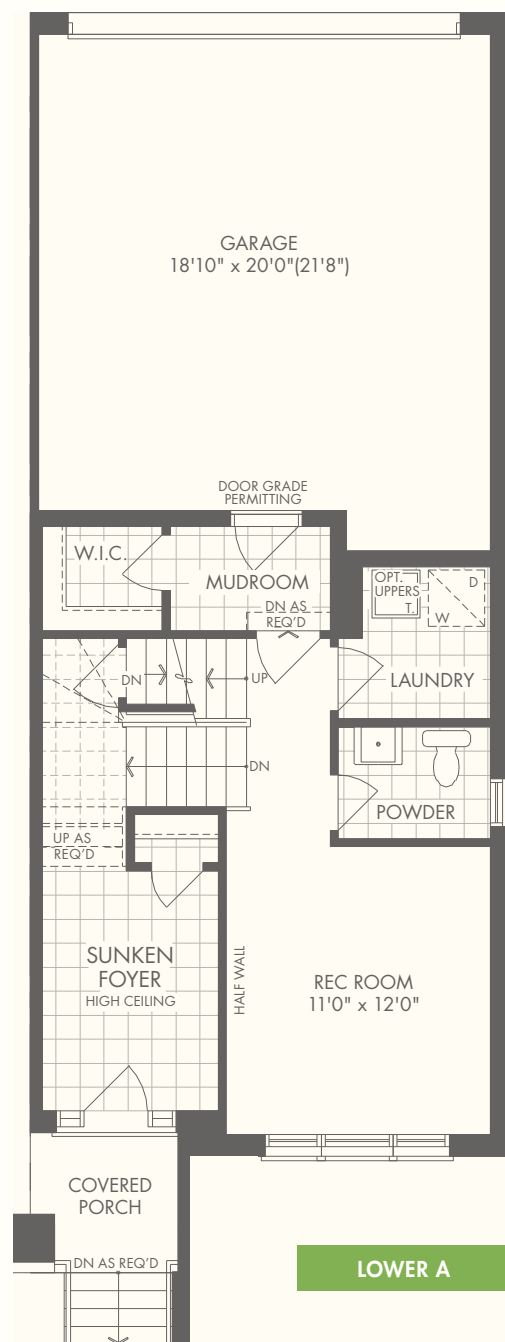 GARAGE
18'10" x 20'0"(21'8")
DOOR GRADE
PERMITTING
W.I.C.
MUDROOM
DN AS
REQ'D
OPT.
UPPERS
T.
D
W
LAUNDRY
DN
UP
DN
POWDER
UP AS
REQ'D
SUNKEN
FOYER
HIGH CEILING
HALF WALL
REC ROOM
11'0" x 12'0"
COVERED
PORCH
DN AS REQ'D
LOWER A